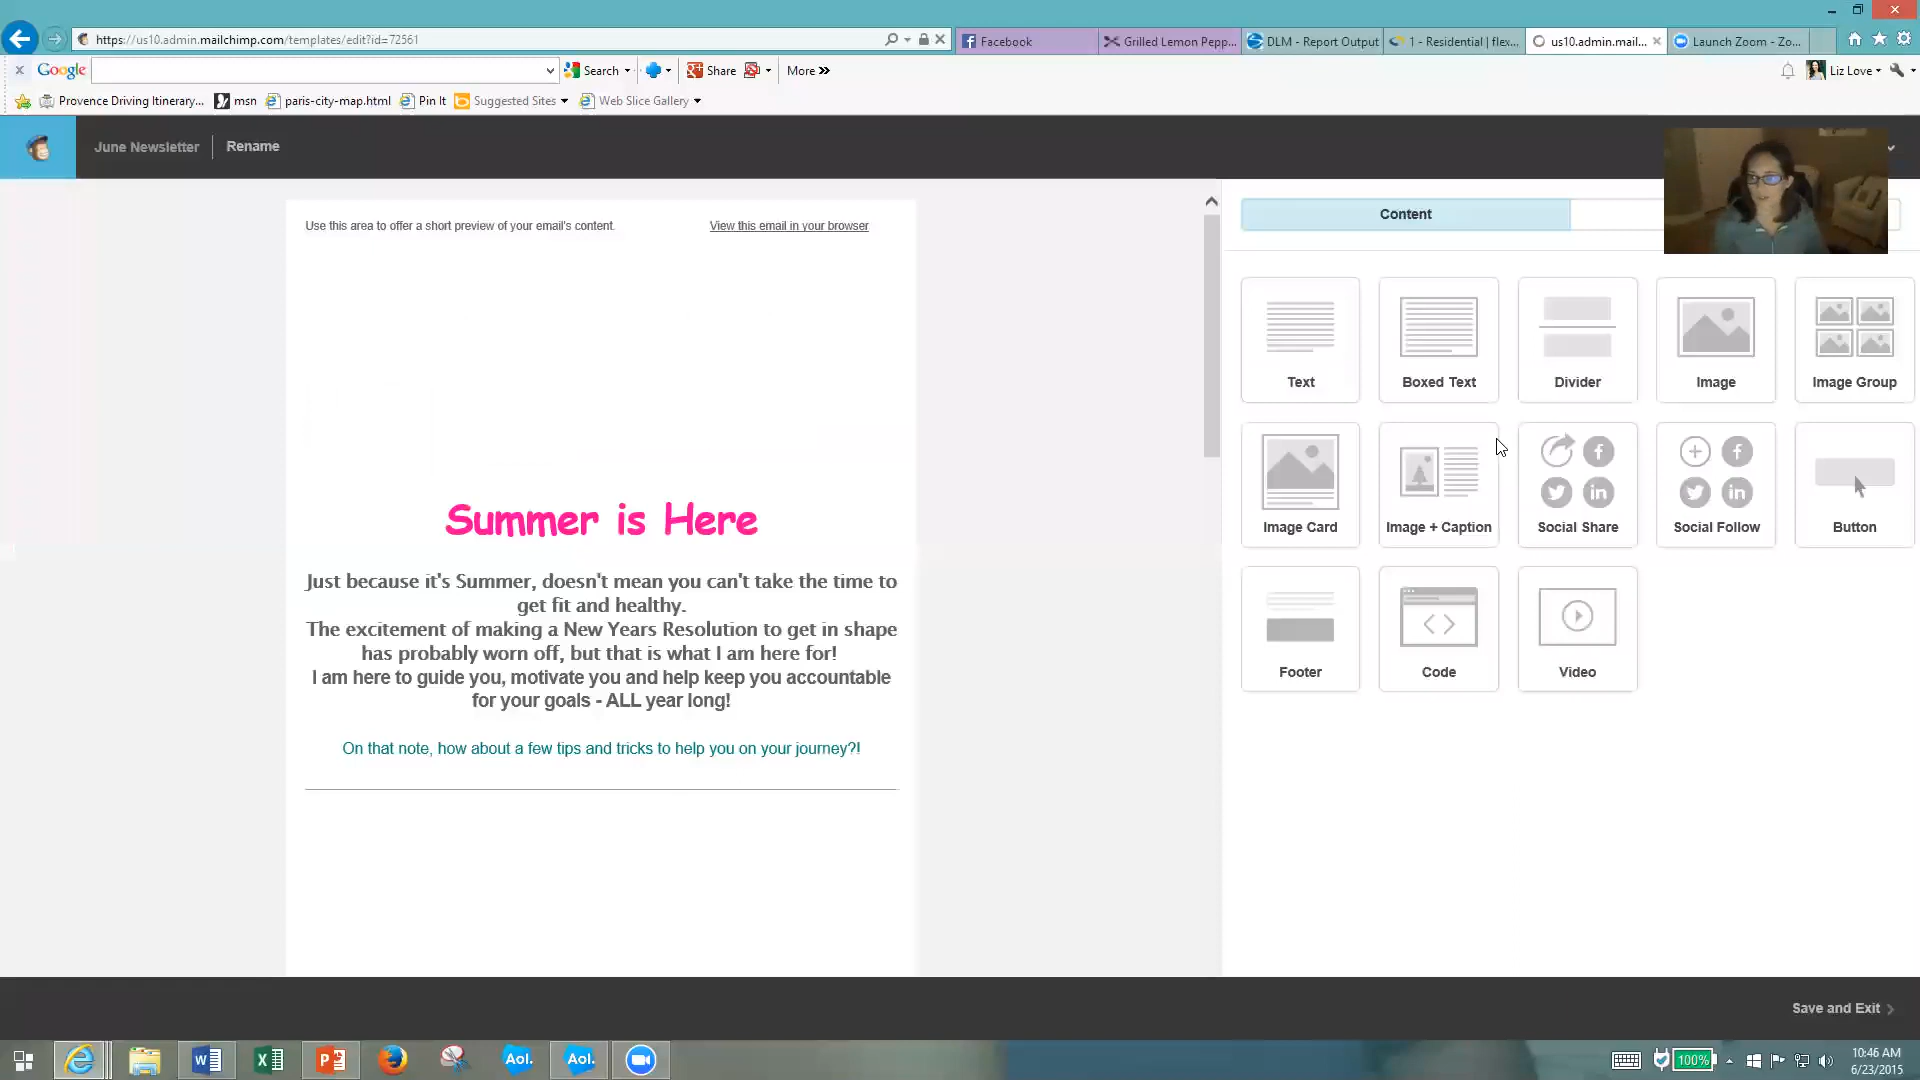 https://us10.admin.mailchimp.com/templates/edit?id=72561
Facebook
Grilled Lemon Pepp...
DLM - Report Output
1 - Residential | flex...
us10.admin.mail...
Launch Zoom - Zo...
Google
Search
Share
More
Liz Love
Provence Driving Itinerary...
msn
paris-city-map.html
Pin It
Suggested Sites
Web Slice Gallery
June Newsletter
Rename
Use this area to offer a short preview of your email's content.
View this email in your browser
Content
Text
Boxed Text
Divider
Image
Image Group
Image Card
Image + Caption
Social Share
Social Follow
Button
Footer
Code
Video
Summer is Here
Just because it's Summer, doesn't mean you can't take the time to
get fit and healthy.
The excitement of making a New Years Resolution to get in shape
has probably worn off, but that is what I am here for!
I am here to guide you, motivate you and help keep you accountable
for your goals - ALL year long!
On that note, how about a few tips and tricks to help you on your journey?!
Save and Exit
Aol.
Aol.
100%
10:46 AM
6/23/2015